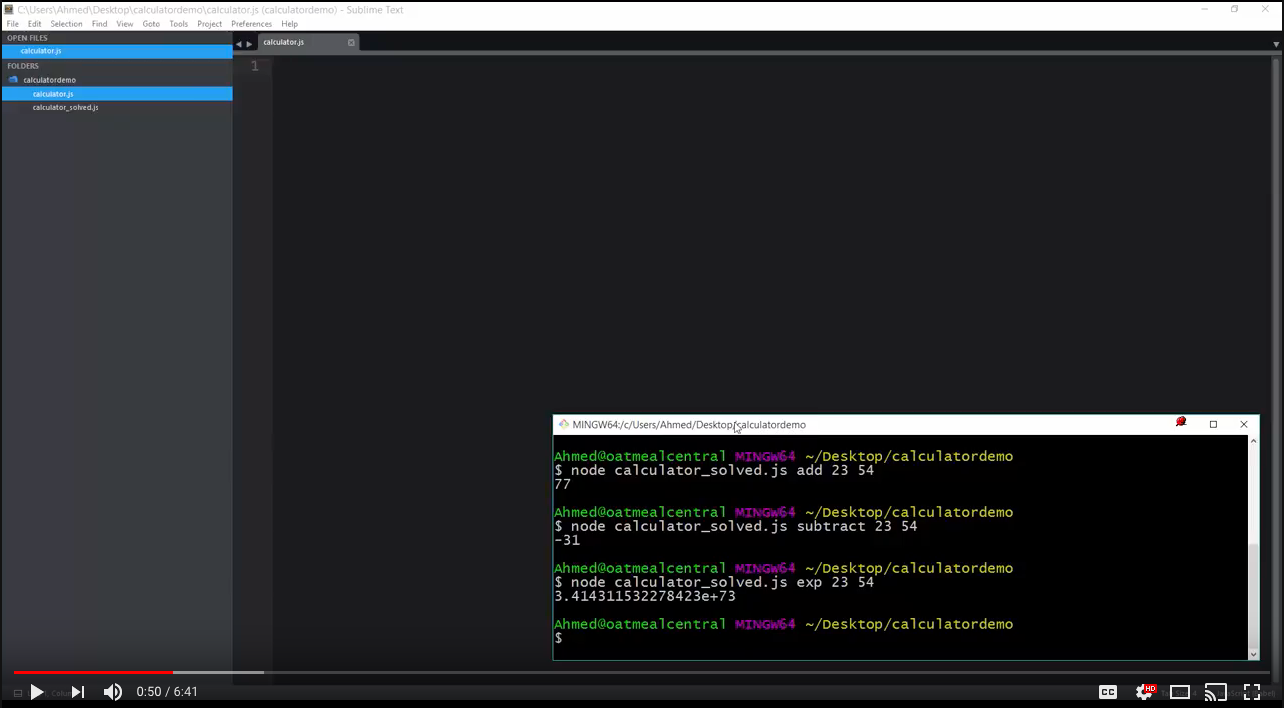 C:\Users\Ahmed\Desktop\calculatordemo\calculator.js (calculatordemo) - Sublime Text
File Edit Selection Find View Goto Tools Project Preferences Help
OPEN FILES
calculator.js
FOLDERS
calculatordemo
calculator.js
calculator_solved.js
calculator.js
1
MINGW64:/c/Users/Ahmed/Desktop/calculatordemo
Ahmed@oatmealcentral MINGW64 ~/Desktop/calculatordemo
$ node calculator_solved.js add 23 54
77
Ahmed@oatmealcentral MINGW64 ~/Desktop/calculatordemo
$ node calculator_solved.js subtract 23 54
-31
Ahmed@oatmealcentral MINGW64 ~/Desktop/calculatordemo
$ node calculator_solved.js exp 23 54
3.414311532278423e+73
Ahmed@oatmealcentral MINGW64 ~/Desktop/calculatordemo
$
0:50 / 6:41
CC
HD